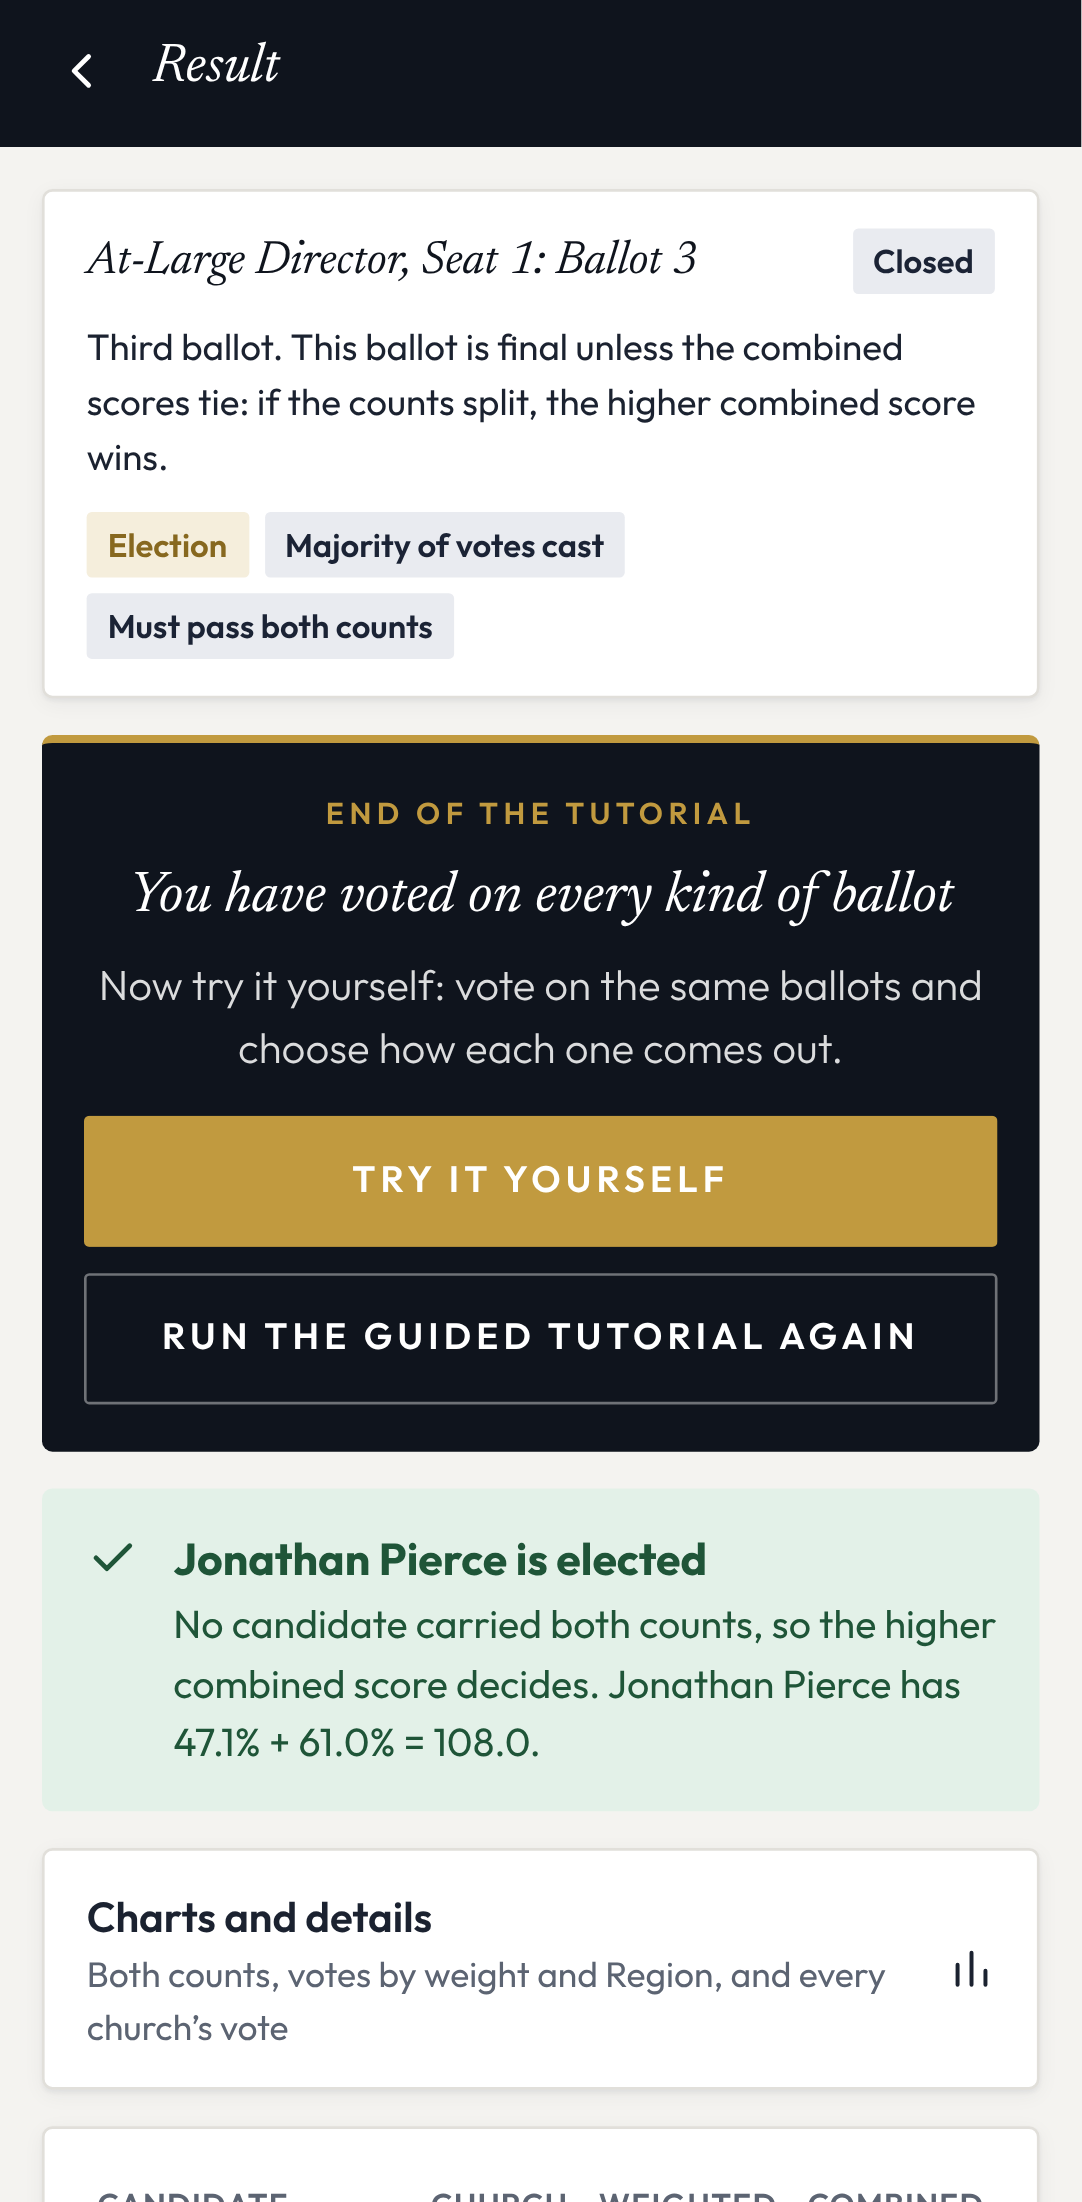 Result
At-Large Director, Seat 1: Ballot 3
Closed
Third ballot. This ballot is final unless the combined
scores tie: if the counts split, the higher combined score
wins.
Election
Majority of votes cast
Must pass both counts
END OF THE TUTORIAL
You have voted on every kind of ballot
Now try it yourself: vote on the same ballots and
choose how each one comes out.
TRY IT YOURSELF
RUN THE GUIDED TUTORIAL AGAIN
Jonathan Pierce is elected
No candidate carried both counts, so the higher
combined score decides. Jonathan Pierce has
47.1% + 61.0% = 108.0.
Charts and details
Both counts, votes by weight and Region, and every
church’s vote
CANDIDATE CHURCH WEIGHTED COMBINED